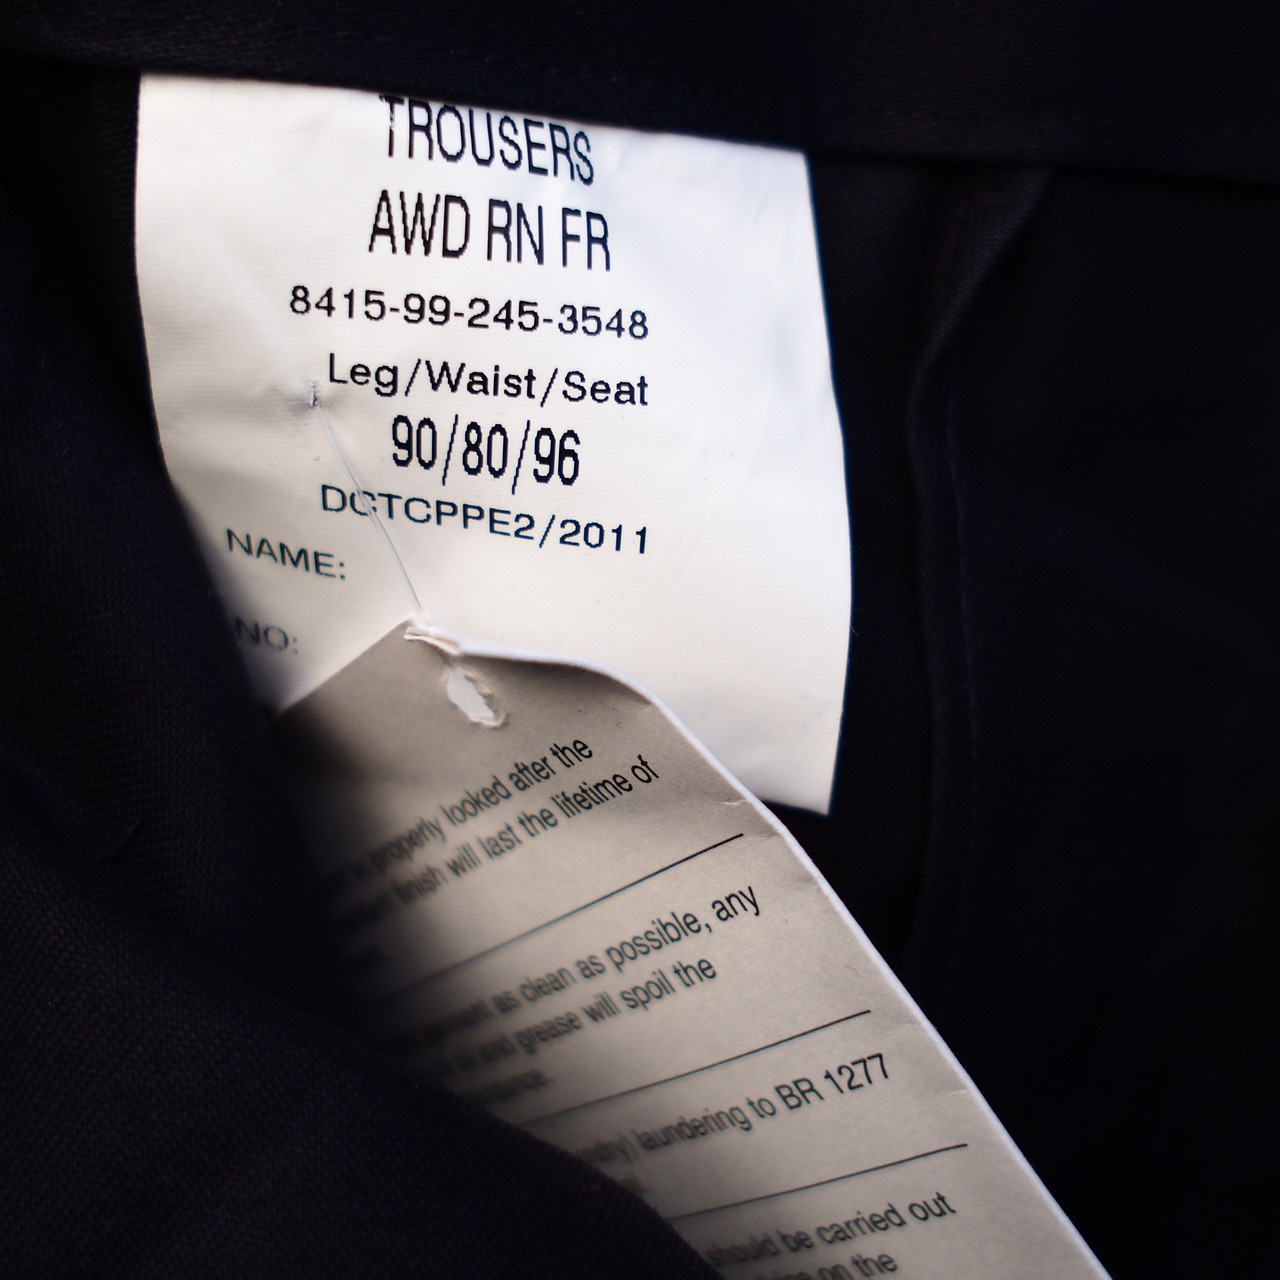 TROUSERS
AWD RN FR
8415-99-245-3548
Leg/Waist/Seat
90/80/96
DCTCPPE2/2011
NAME:
NO:
properly looked after the
finish will last the lifetime of
as clean as possible, any
and grease will spoil the
laundering to BR 1277
should be carried out
on the